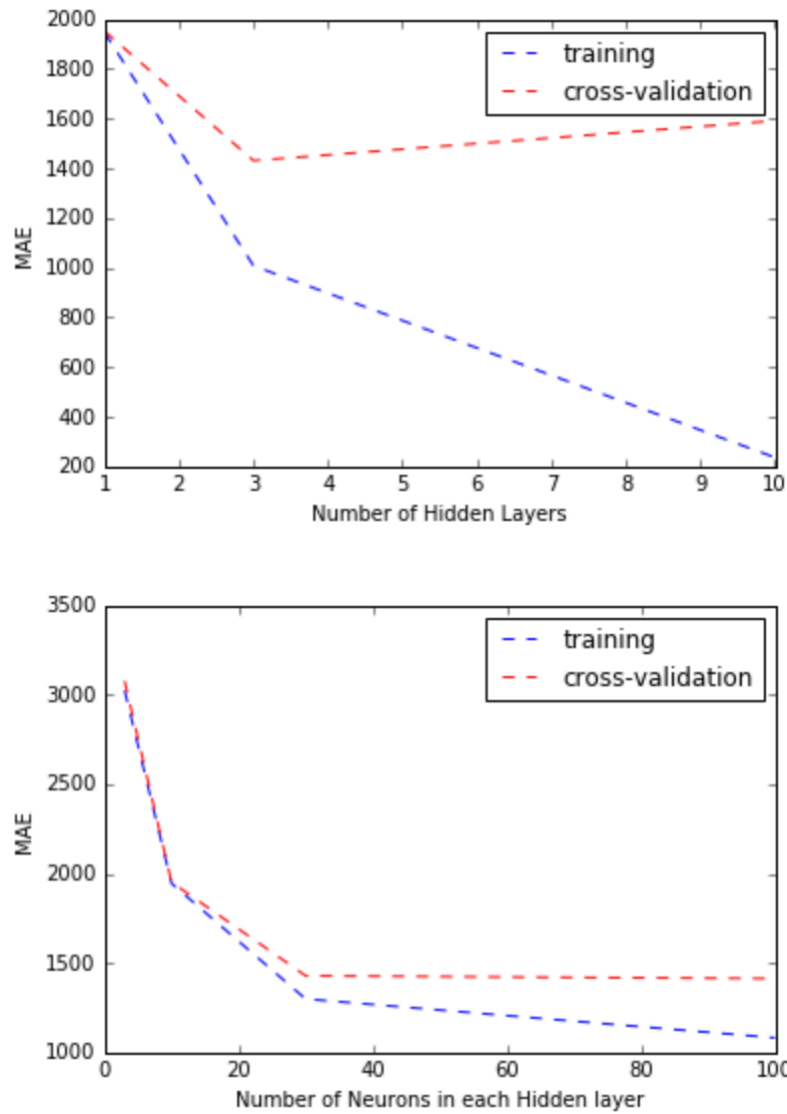 2000
1800
1600
1400
1200
1000
800
600
400
200
MAE
training
cross-validation
1 2 3 4 5 6 7 8 9 10
Number of Hidden Layers
3500
3000
2500
2000
1500
1000
MAE
training
cross-validation
0 20 40 60 80 100
Number of Neurons in each Hidden layer